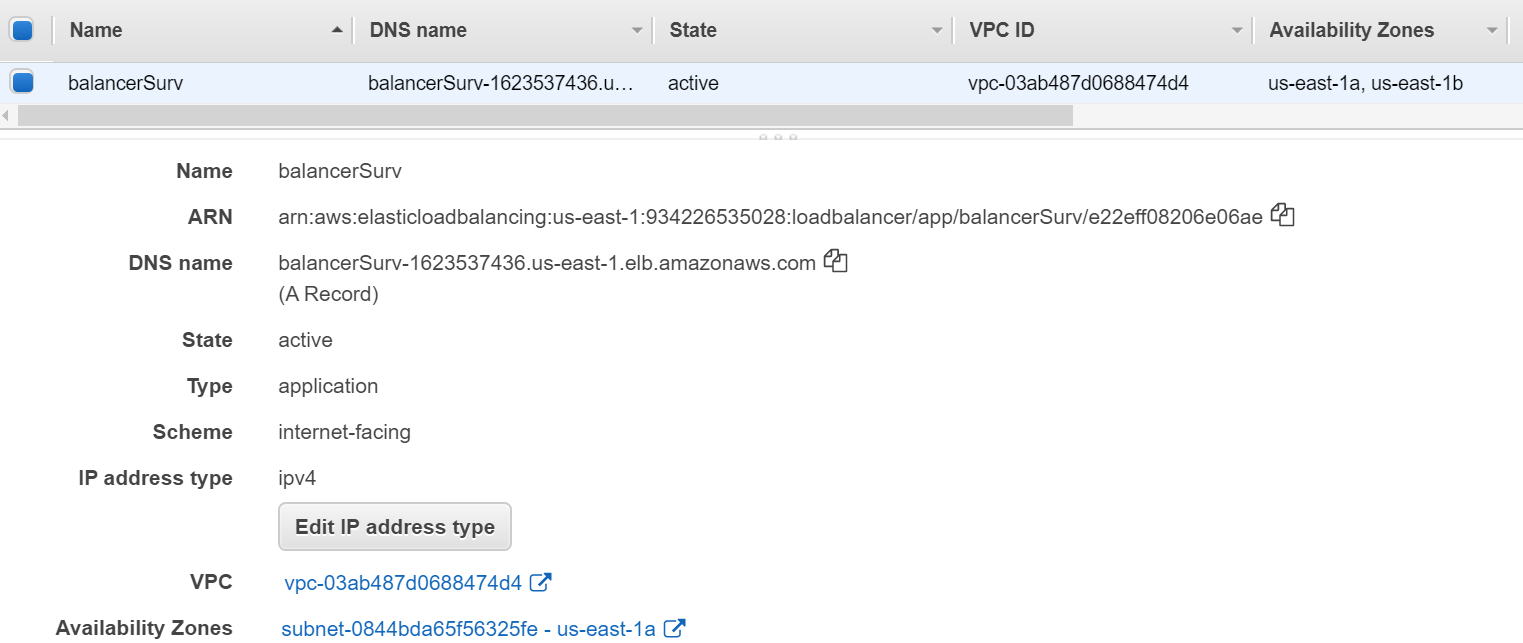 Name DNS name State VPC ID Availability Zones
balancerSurv balancerSurv-1623537436.u... active vpc-03ab487d0688474d4 us-east-1a, us-east-1b
Name balancerSurv
ARN arn:aws:elasticloadbalancing:us-east-1:934226535028:loadbalancer/app/balancerSurv/e22eff08206e06ae
DNS name balancerSurv-1623537436.us-east-1.elb.amazonaws.com
(A Record)
State active
Type application
Scheme internet-facing
IP address type ipv4
Edit IP address type
VPC vpc-03ab487d0688474d4
Availability Zones subnet-0844bda65f56325fe - us-east-1a